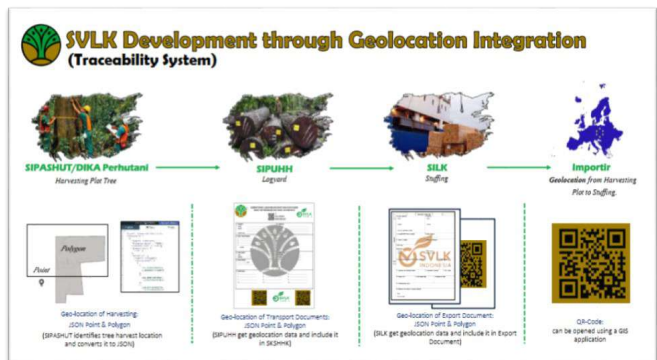 SVLK Development through Geolocation Integration
(Traceability System)
SIPASHUT/DIKA Perhutani
Harvesting Plot Tree
SIPUHH
Logyard
SILK
Stuffing
Importir
Geolocation from Harvesting
Plot to Stuffing.
Polygon
Point
Geo-location of Harvesting:
JSON Point & Polygon
(SIPASHUT identifies tree harvest location
and converts it to JSON)
Geo-location of Transport Documents:
JSON Point & Polygon
(SIPUHH get geolocation data and include it
in SKSHHK)
SVLK
INDONESIA
Geo-location of Export Document:
JSON Point & Polygon
(SILK get geolocation data and include it in Export
Document)
QR-Code:
can be opened using a GIS
application